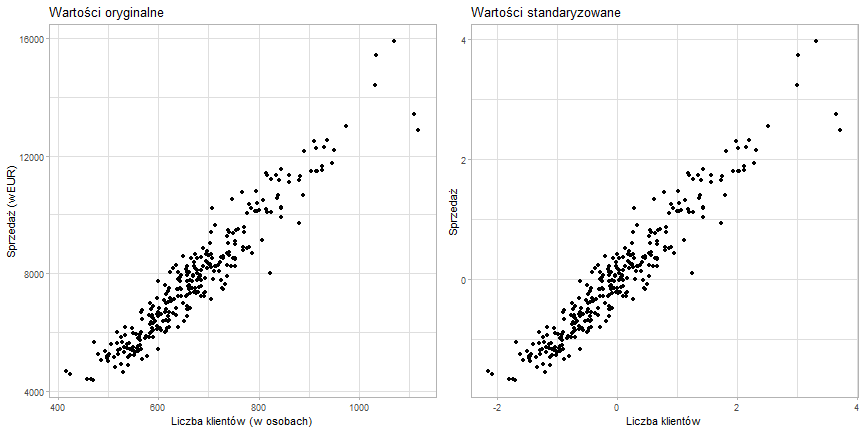 Wartości oryginalne
16000
12000
8000
4000
Sprzedaż (wEUR)
400
600
800
1000
Liczba klientów (w osobach)
Wartości standaryzowane
4
2
0
Sprzedaż
-2
0
2
4
Liczba klientów